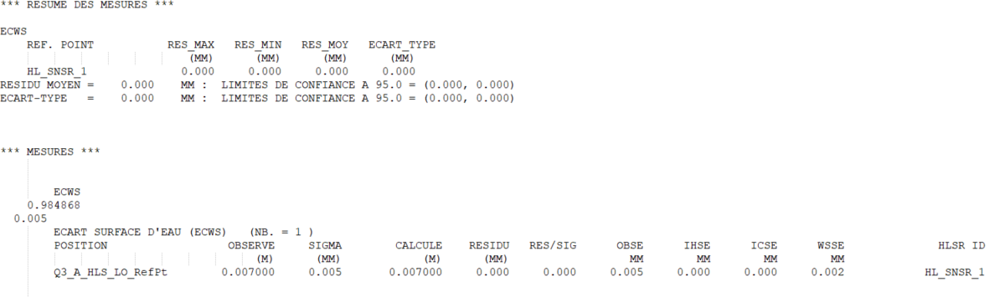 *** RESUME DES MESURES ***
ECWS
REF. POINT RES_MAX RES_MIN RES_MOY ECART_TYPE
(MM) (MM) (MM) (MM)
HL_SNSR_1 0.000 0.000 0.000 0.000
RESIDU MOYEN = 0.000 MM : LIMITES DE CONFIANCE A 95.0 = (0.000, 0.000)
ECART-TYPE = 0.000 MM : LIMITES DE CONFIANCE A 95.0 = (0.000, 0.000)
*** MESURES ***
ECWS
0.984868
0.005
ECART SURFACE D'EAU (ECWS) (NB. = 1 )
POSITION OBSERVE SIGMA CALCULE RESIDU RES/SIG OBSE IHSE ICSE WSSE HLSR ID
(M) (MM) (M) (MM) MM MM MM MM
Q3_A_HLS_LO_RefPt 0.007000 0.005 0.007000 0.000 0.000 0.005 0.000 0.000 0.002 HL_SNSR_1